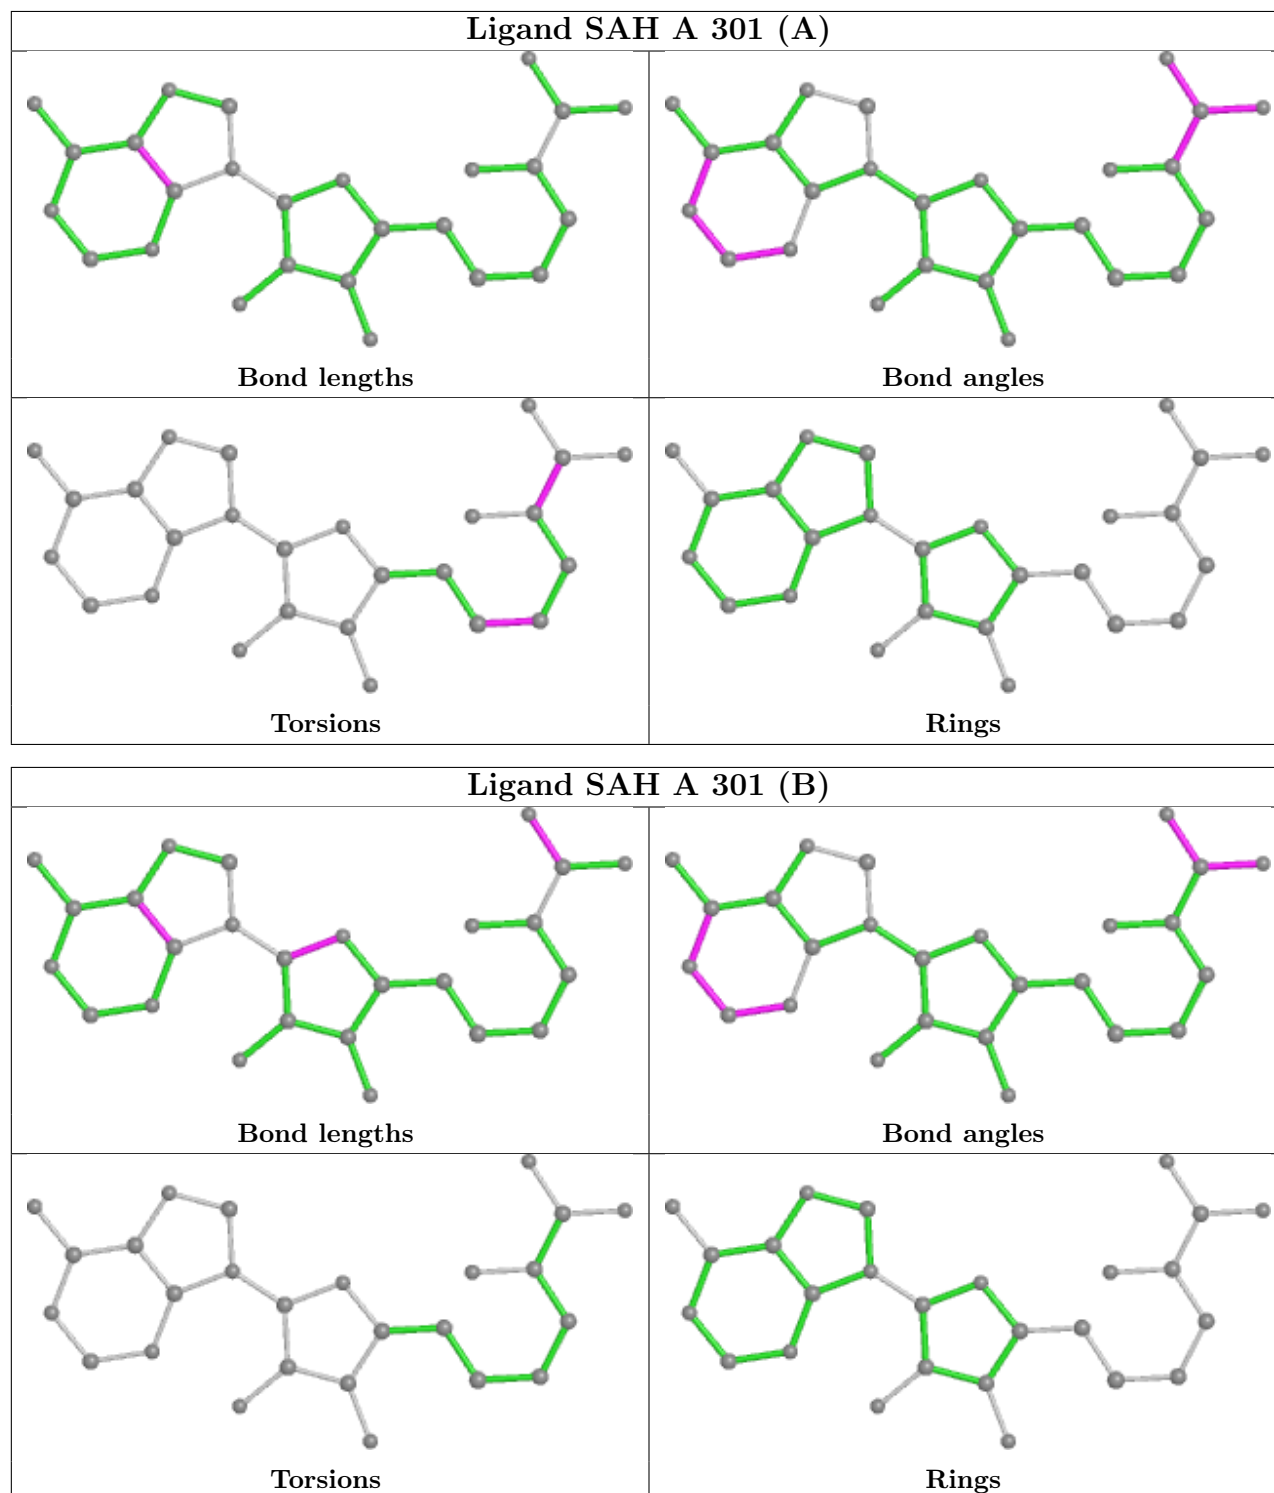 Ligand SAH A 301 (A)
Bond lengths
Bond angles
Torsions
Rings
Ligand SAH A 301 (B)
Bond lengths
Bond angles
Torsions
Rings